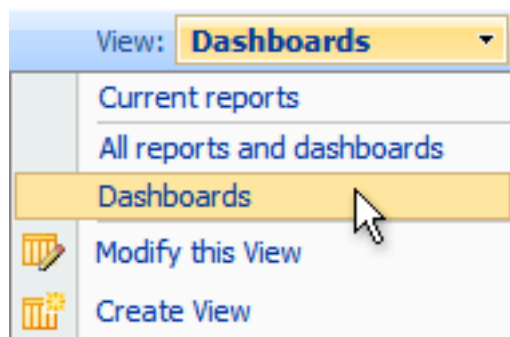 View: Dashboards
Current reports
All reports and dashboards
Dashboards
Modify this View
Create View